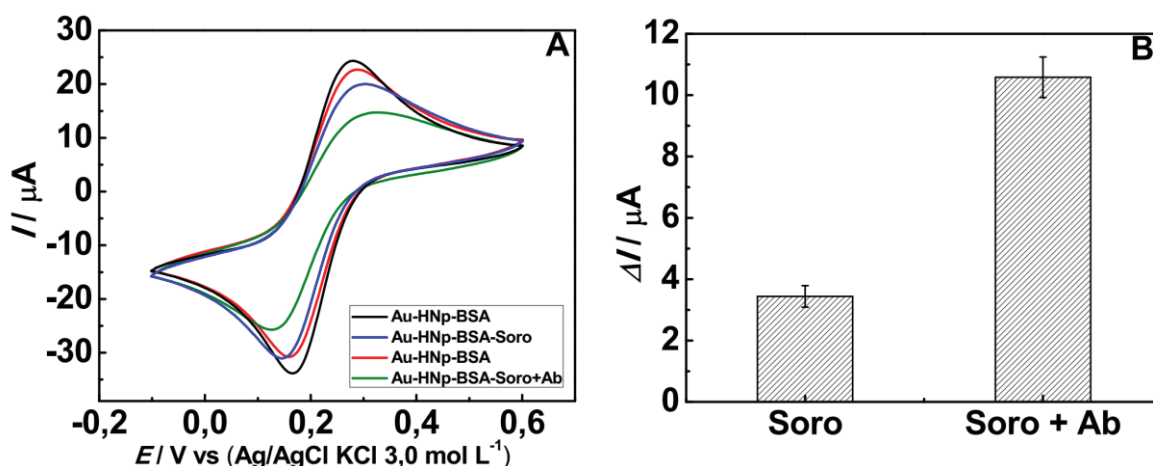 A
30
20
10
0
-10
-20
-30
I / μA
Au-HNp-BSA
Au-HNp-BSA-Soro
Au-HNp-BSA
Au-HNp-BSA-Soro+Ab
-0,2 0,0 0,2 0,4 0,6
E / V vs (Ag/AgCl KCl 3,0 mol L⁻¹)
B
12
10
8
6
4
2
0
ΔI / μA
Soro Soro + Ab